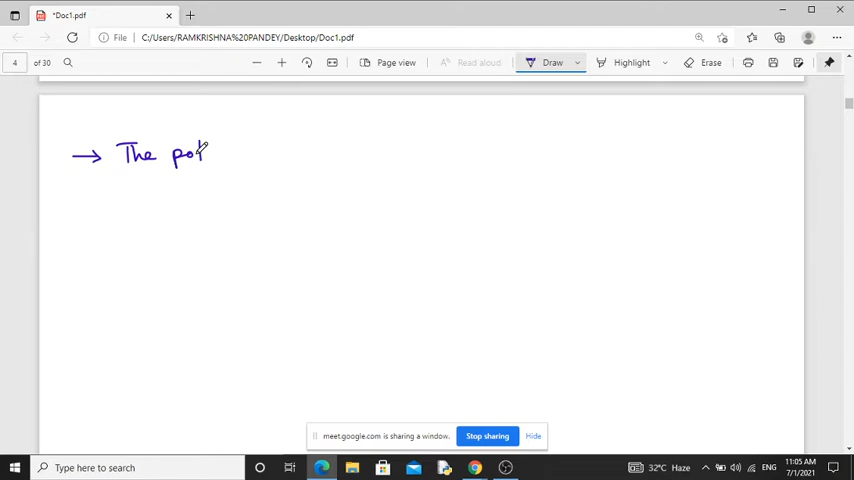 *Doc1.pdf
File C:/Users/RAMKRISHNA%20PANDEY/Desktop/Doc1.pdf
4 of 30 Page view Read aloud Draw Highlight Erase
→ The pot
meet.google.com is sharing a window. Stop sharing Hide
Type here to search 32°C Haze ENG 11:05 AM
7/1/2021